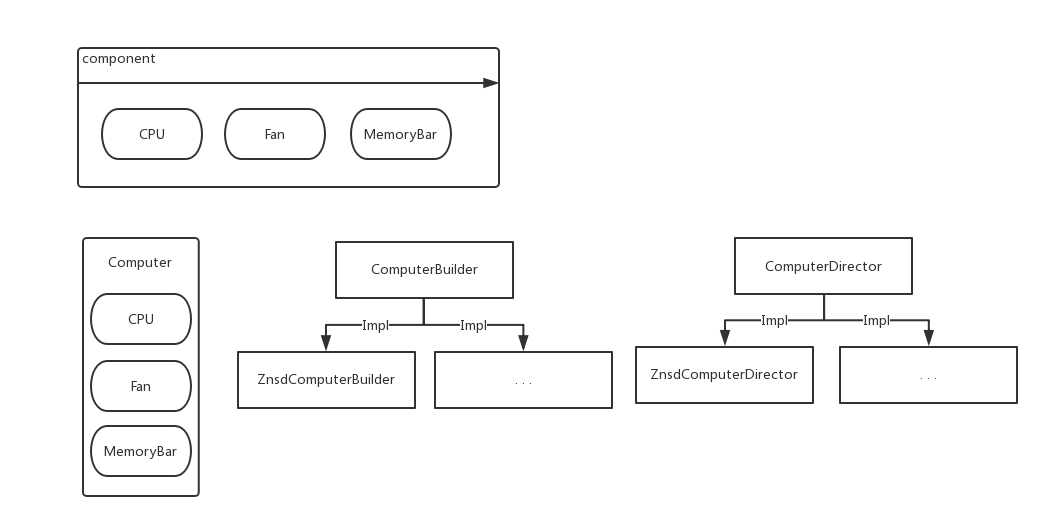 component
CPU
Fan
MemoryBar
Computer
CPU
Fan
MemoryBar
ComputerBuilder
Impl
Impl
ZnsdComputerBuilder
. . .
ComputerDirector
Impl
Impl
ZnsdComputerDirector
. . .